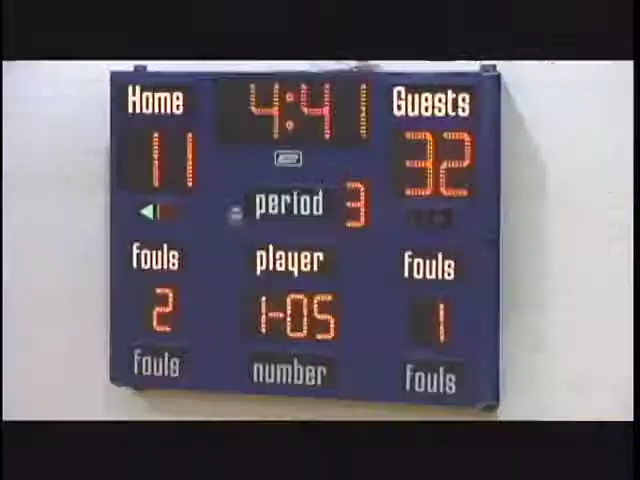 Home 4:41 Guests
11 32
period 3
fouls player fouls
2 1-05 1
fouls number fouls